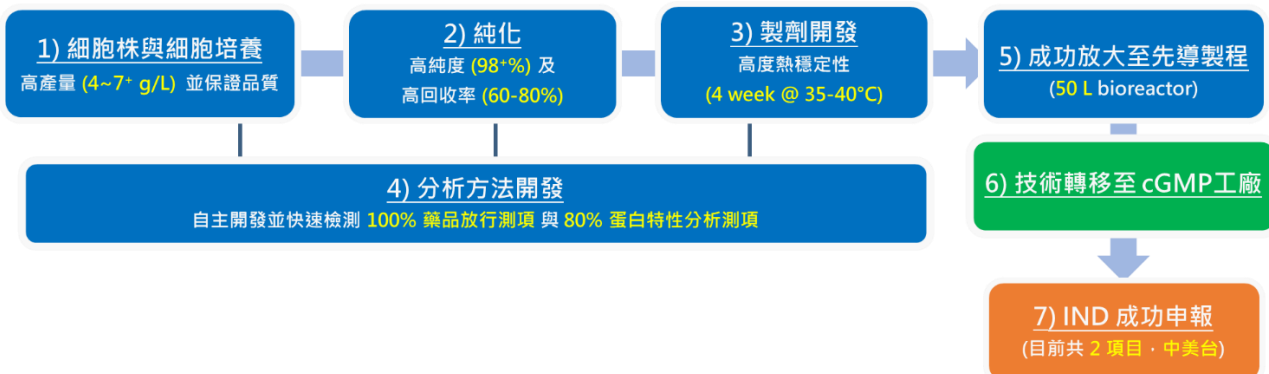 1) 細胞株與細胞培養
高產量 (4~7⁺ g/L) 並保證品質
2) 純化
高純度 (98⁺%) 及
高回收率 (60-80%)
3) 製劑開發
高度熱穩定性
(4 week @ 35-40°C)
4) 分析方法開發
自主開發並快速檢測 100% 藥品放行測項 與 80% 蛋白特性分析測項
5) 成功放大至先導製程
(50 L bioreactor)
6) 技術轉移至 cGMP工廠
7) IND 成功申報
(目前共 2 項目，中美台)